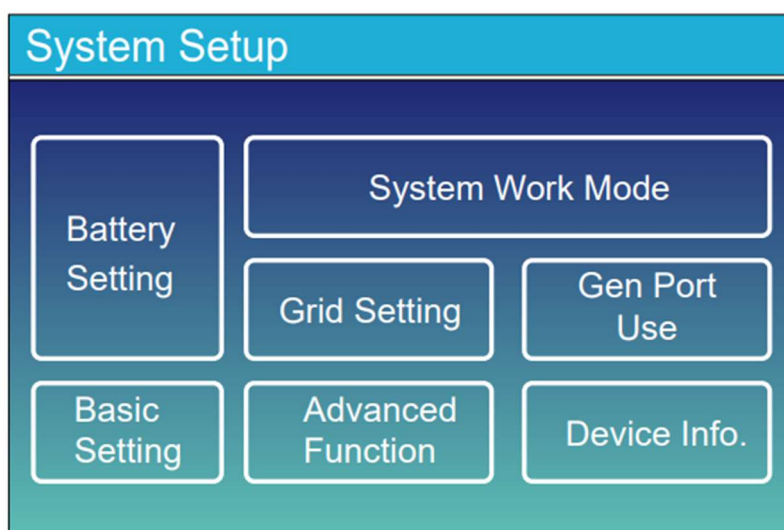 System Setup
Battery
Setting
System Work Mode
Grid Setting
Gen Port
Use
Basic
Setting
Advanced
Function
Device Info.